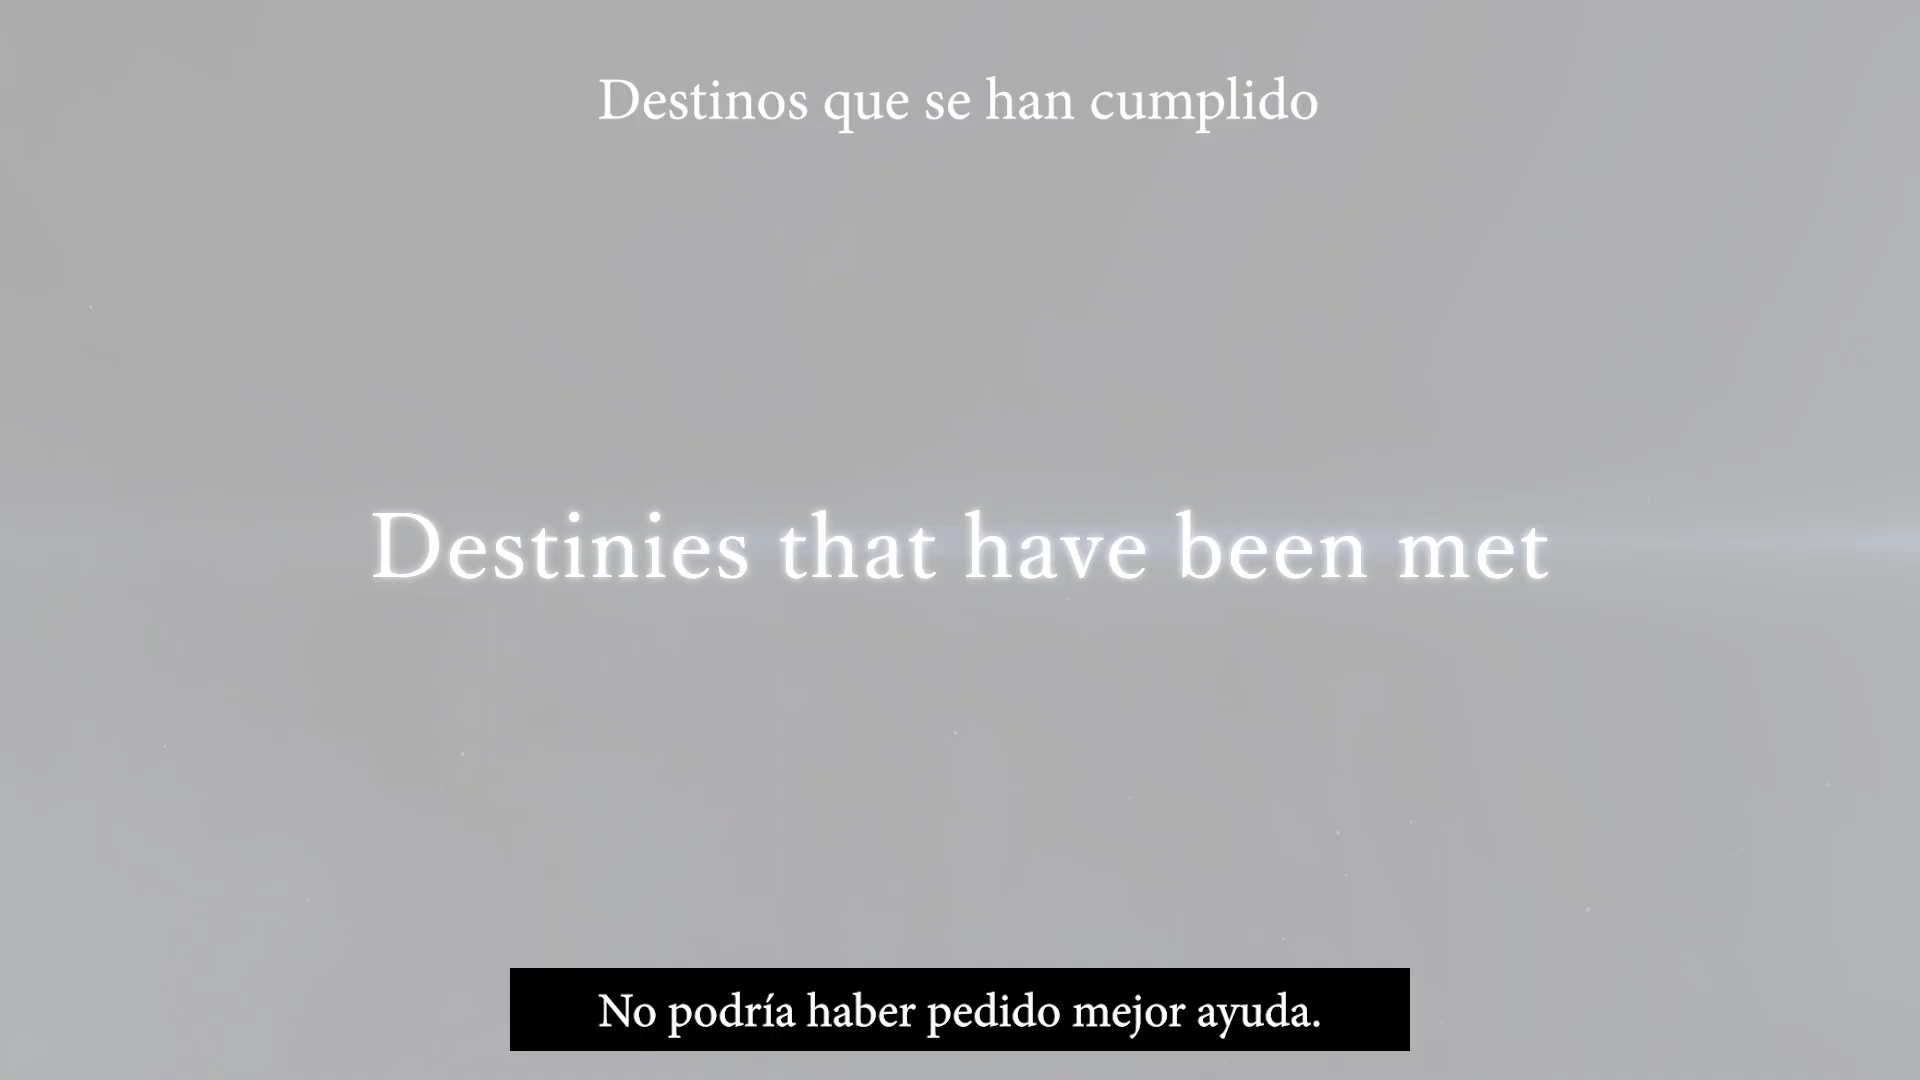 Destinos que se han cumplido
Destinies that have been met
No podría haber pedido mejor ayuda.